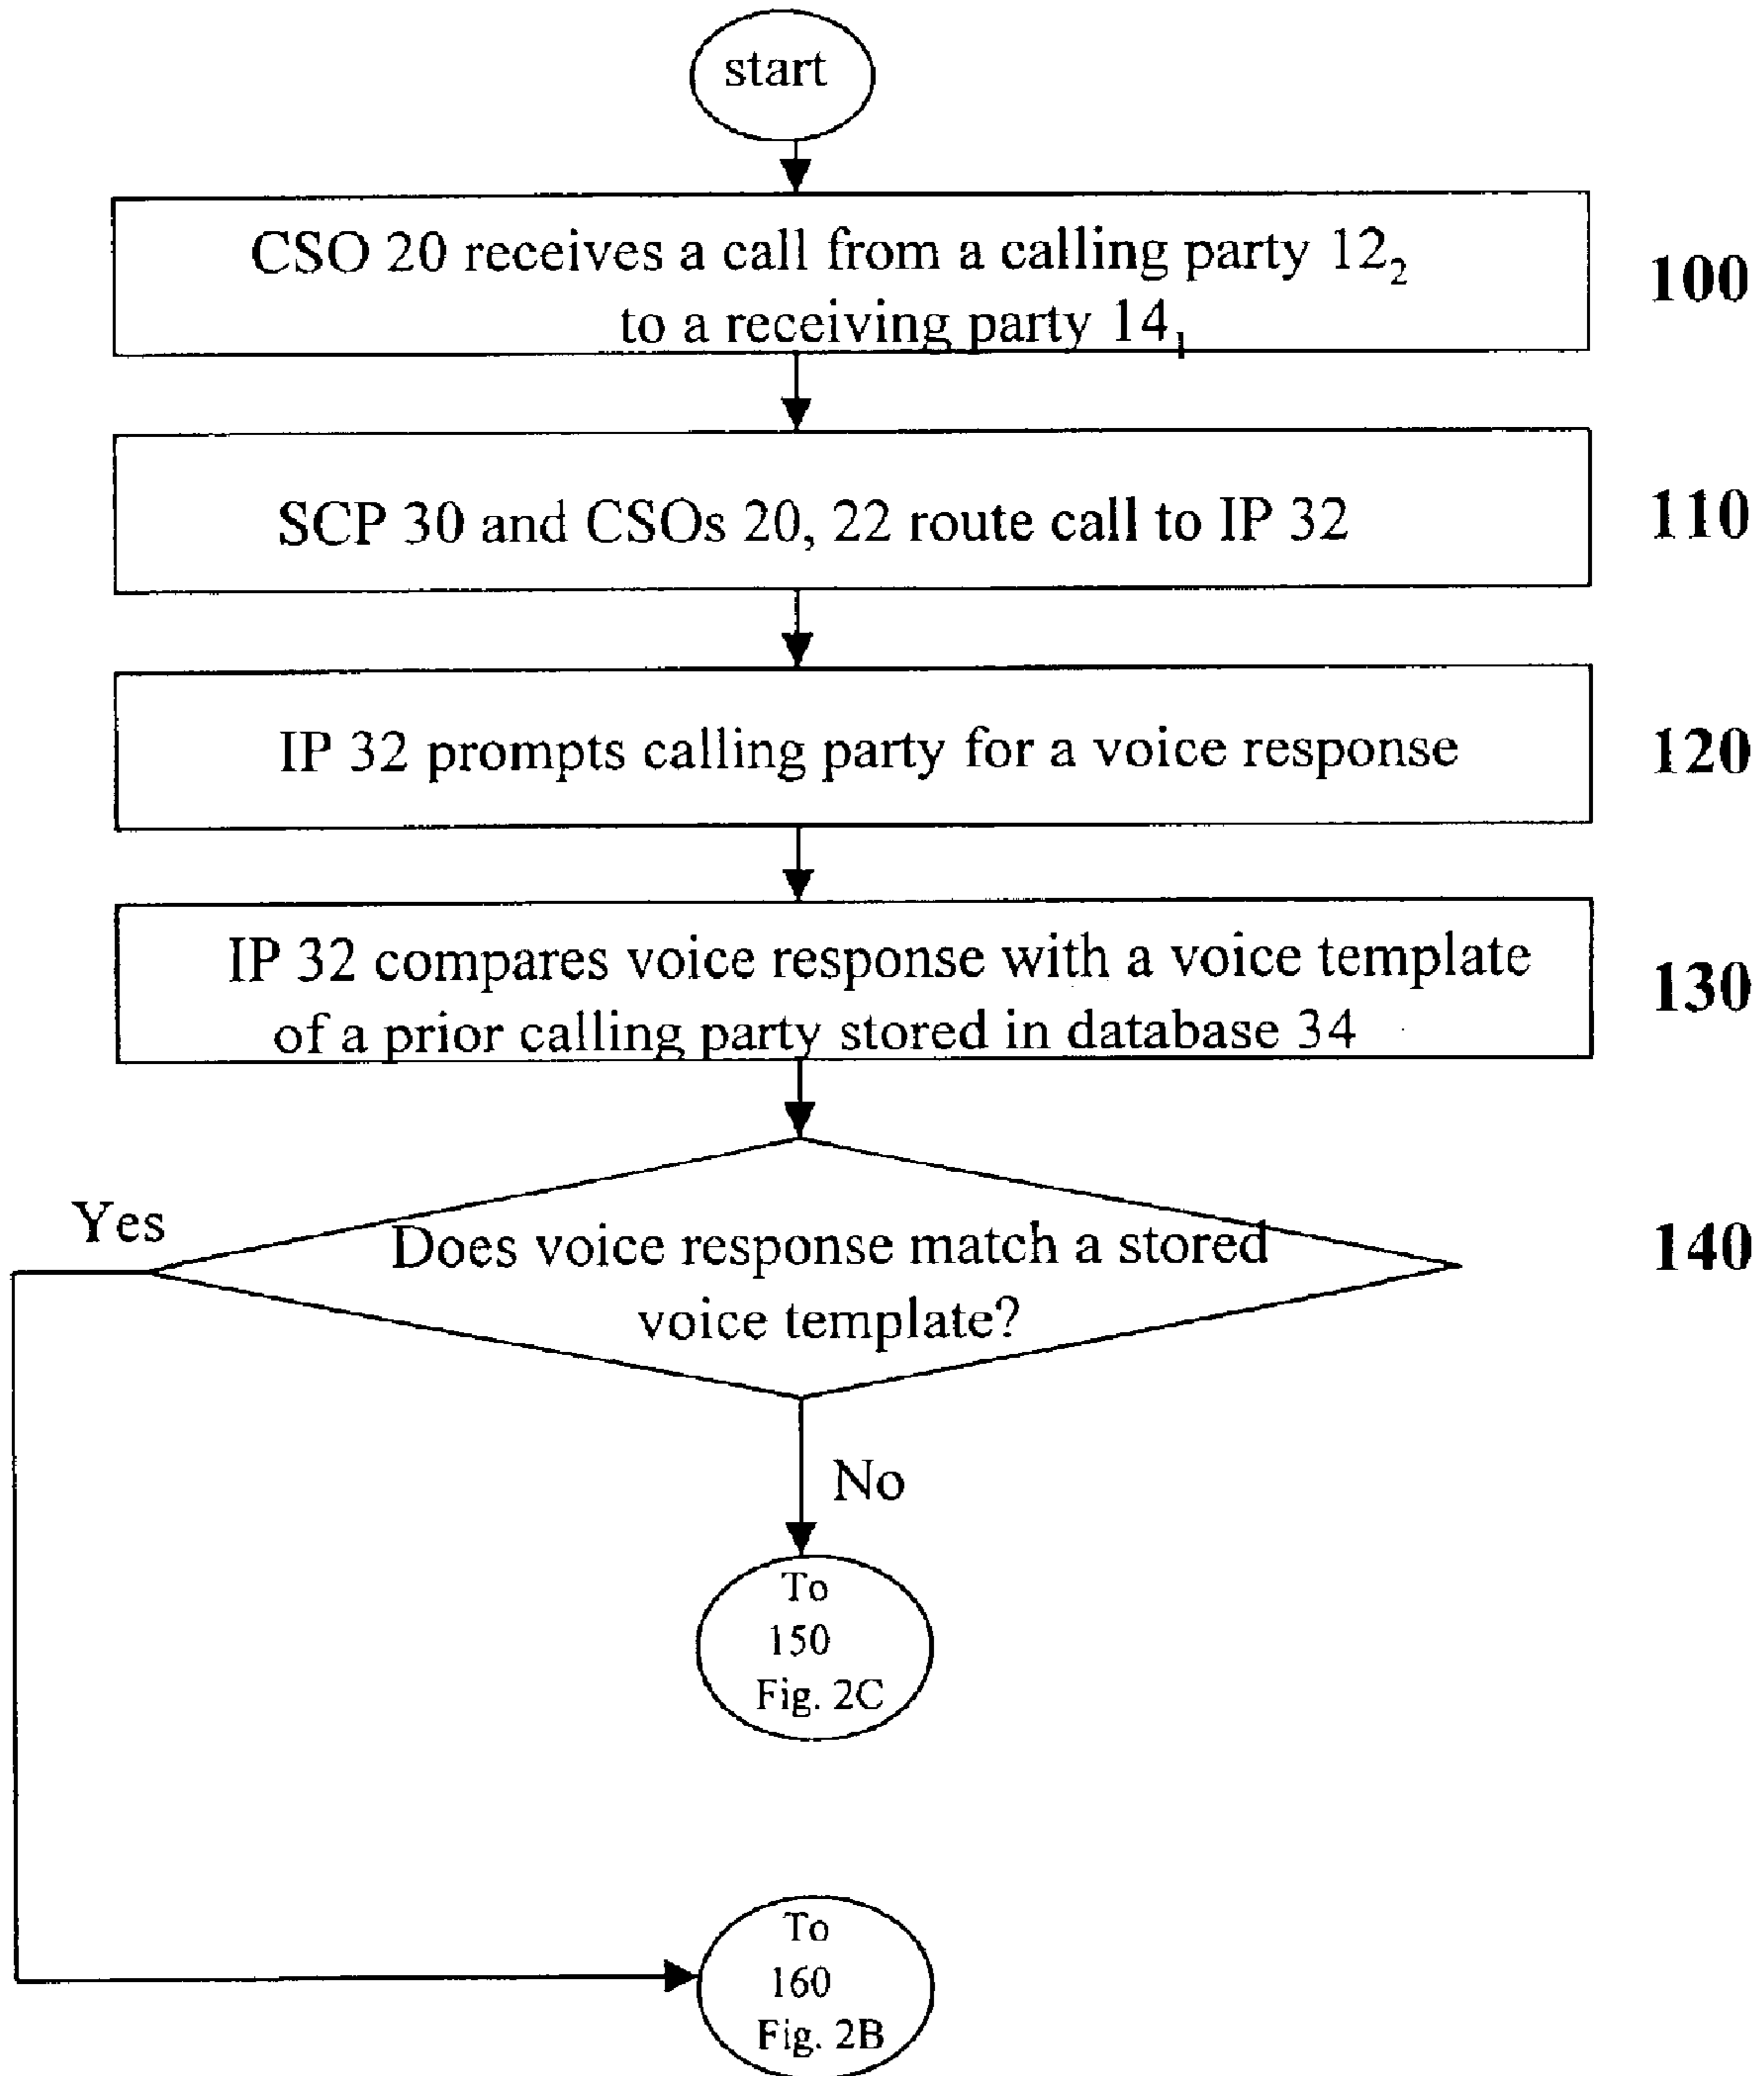 start
CSO 20 receives a call from a calling party 12₂
to a receiving party 14₁
100
SCP 30 and CSOs 20, 22 route call to IP 32
110
IP 32 prompts calling party for a voice response
120
IP 32 compares voice response with a voice template
of a prior calling party stored in database 34
130
Yes
Does voice response match a stored
voice template?
140
No
To
150
Fig. 2C
To
160
Fig. 2B